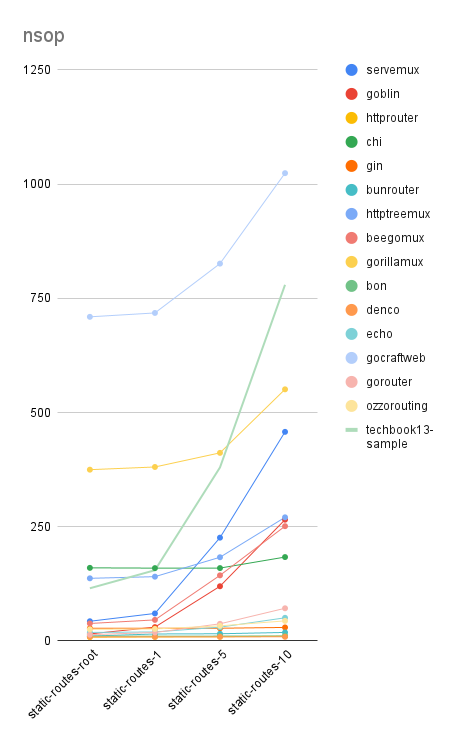 nsop
1250
1000
750
500
250
0
static-routes-root
static-routes-1
static-routes-5
static-routes-10
servemux
goblin
httprouter
chi
gin
bunrouter
httptreemux
beegomux
gorillamux
bon
denco
echo
gocraftweb
gorouter
ozzorouting
techbook13-
sample